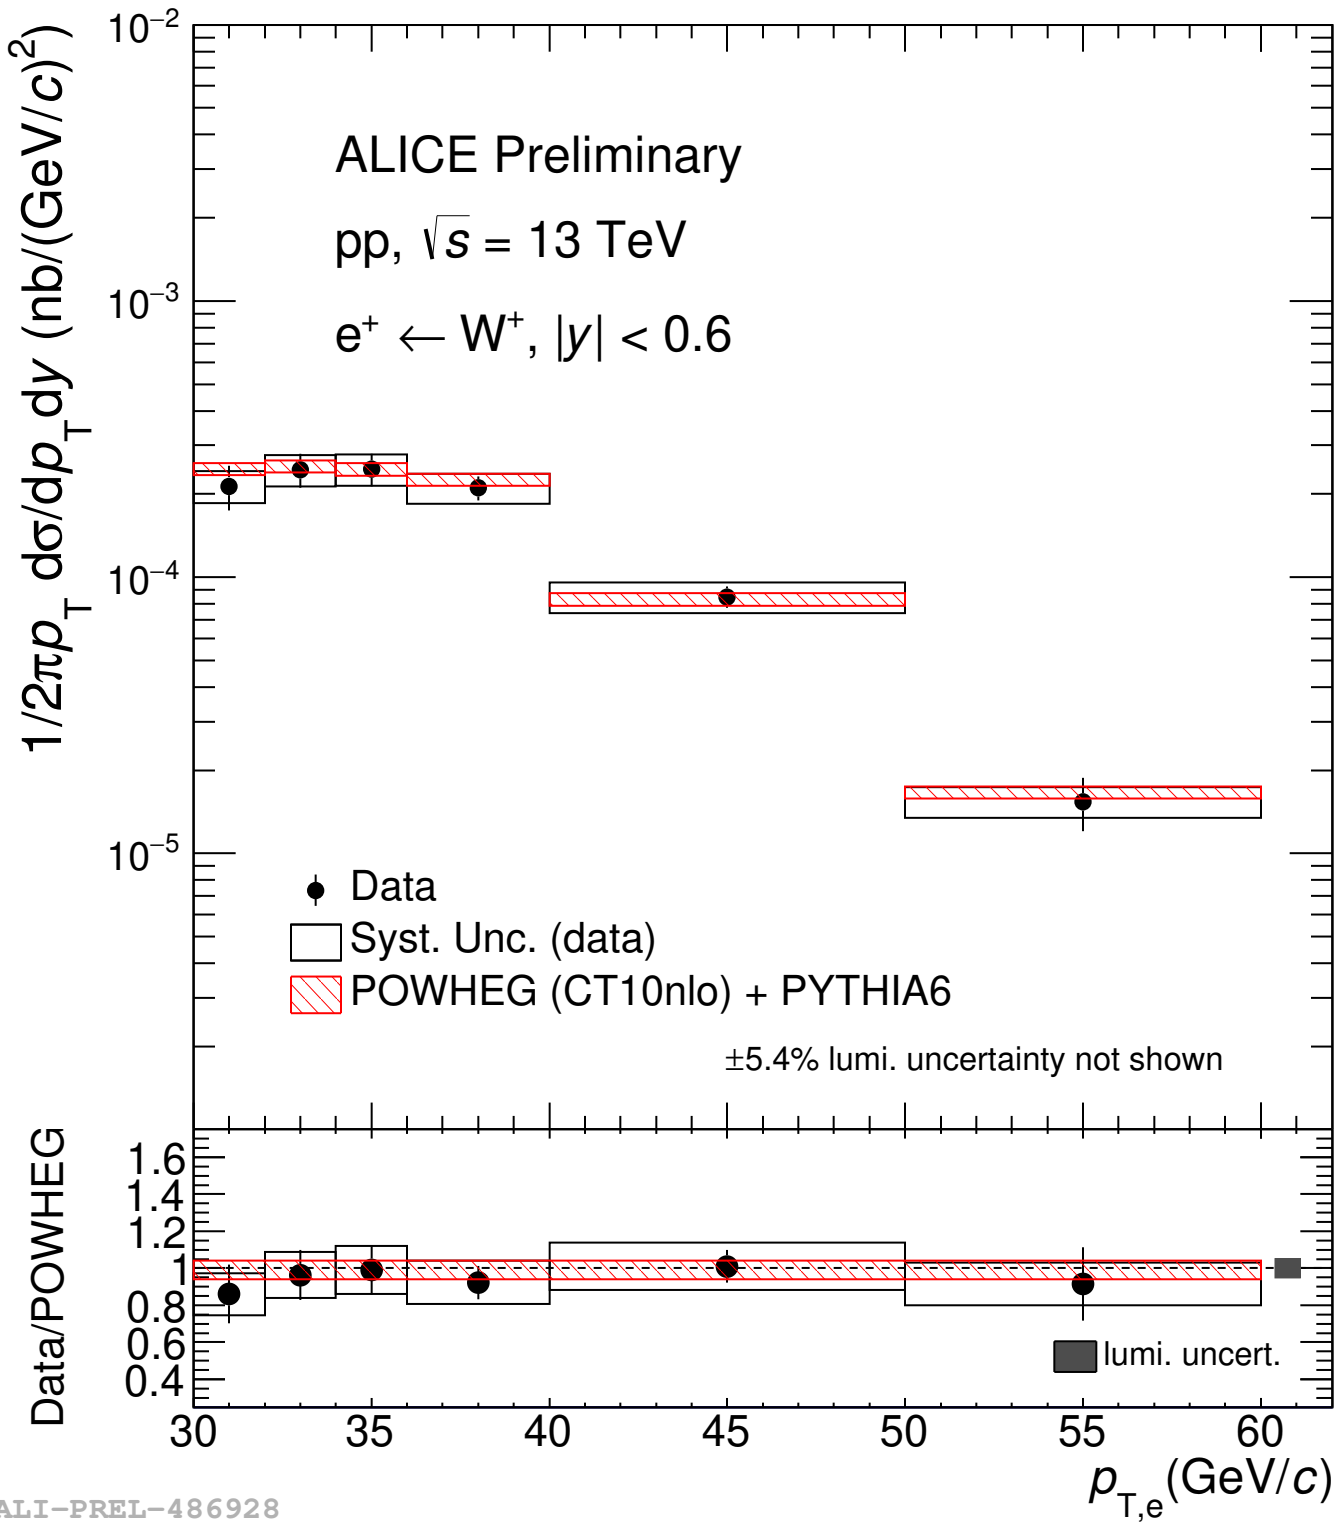 10⁻²
1/2πp_T dσ/dp_T dy (nb/(GeV/c)²)
ALICE Preliminary
pp, √s = 13 TeV
10⁻³
e⁺ ← W⁺, |y| < 0.6
10⁻⁴
10⁻⁵
Data
Syst. Unc. (data)
POWHEG (CT10nlo) + PYTHIA6
±5.4% lumi. uncertainty not shown
Data/POWHEG
1.6
1.4
1.2
1
0.8
0.6
0.4
lumi. uncert.
30 35 40 45 50 55 60
p_T,e (GeV/c)
ALI-PREL-486928